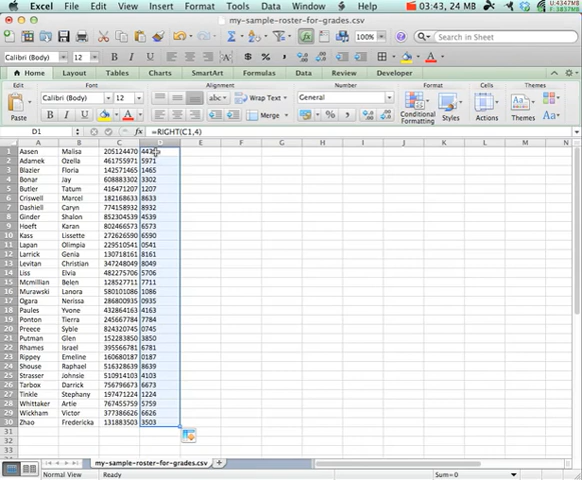 Excel File Edit View Insert Format Tools Data Window Help 03:43, 24 MB
my-sample-roster-for-grades.csv
100% Search in Sheet
Calibri (Body) 12
Home Layout Tables Charts SmartArt Formulas Data Review Developer
Edit Font Alignment Number Format Cells Themes
Calibri (Body) 12 abc Wrap Text General
Paste B I U Merge % Conditional Formatting Styles Actions Themes Aa
D1 fx =RIGHT(C1,4)
A B C D E F G H I J K L M N
1 Aasen Malisa 205124470
2 Adamek Ozella 461755971 5971
3 Blazier Floria 142571465 1465
4 Bonar Jay 608883302 3302
5 Butler Tatum 416471207 1207
6 Criswell Marcel 182168633 8633
7 Dashiell Caryn 774158932 8932
8 Ginder Shalon 852304539 4539
9 Hoeft Karan 802466573 6573
10 Kass Lissette 272626590 6590
11 Lapan Olimpia 229510541 0541
12 Larrick Genia 130718161 8161
13 Levitan Christian 347248049 8049
14 Liss Elvia 482275706 5706
15 Mcmillian Belen 128527711 7711
16 Murawski Lanora 580101086 1086
17 Ogara Nerissa 286800935 0935
18 Paules Yvone 432864163 4163
19 Ponton Tierra 245667784 7784
20 Preece Syble 824320745 0745
21 Putman Glen 152283850 3850
22 Rhames Israel 395566781 6781
23 Rippey Emeline 160680187 0187
24 Shouse Raphael 516328639 8639
25 Strasser Johnsie 510914103 4103
26 Tarbox Darrick 756796673 6673
27 Tinkle Stephany 197471224 1224
28 Whittaker Artie 767455759 5759
29 Wickham Victor 377386626 6626
30 Zhao Fredericka 131883503 3503
31
32
33
34
my-sample-roster-for-grades.csv
Normal View Ready Sum=0